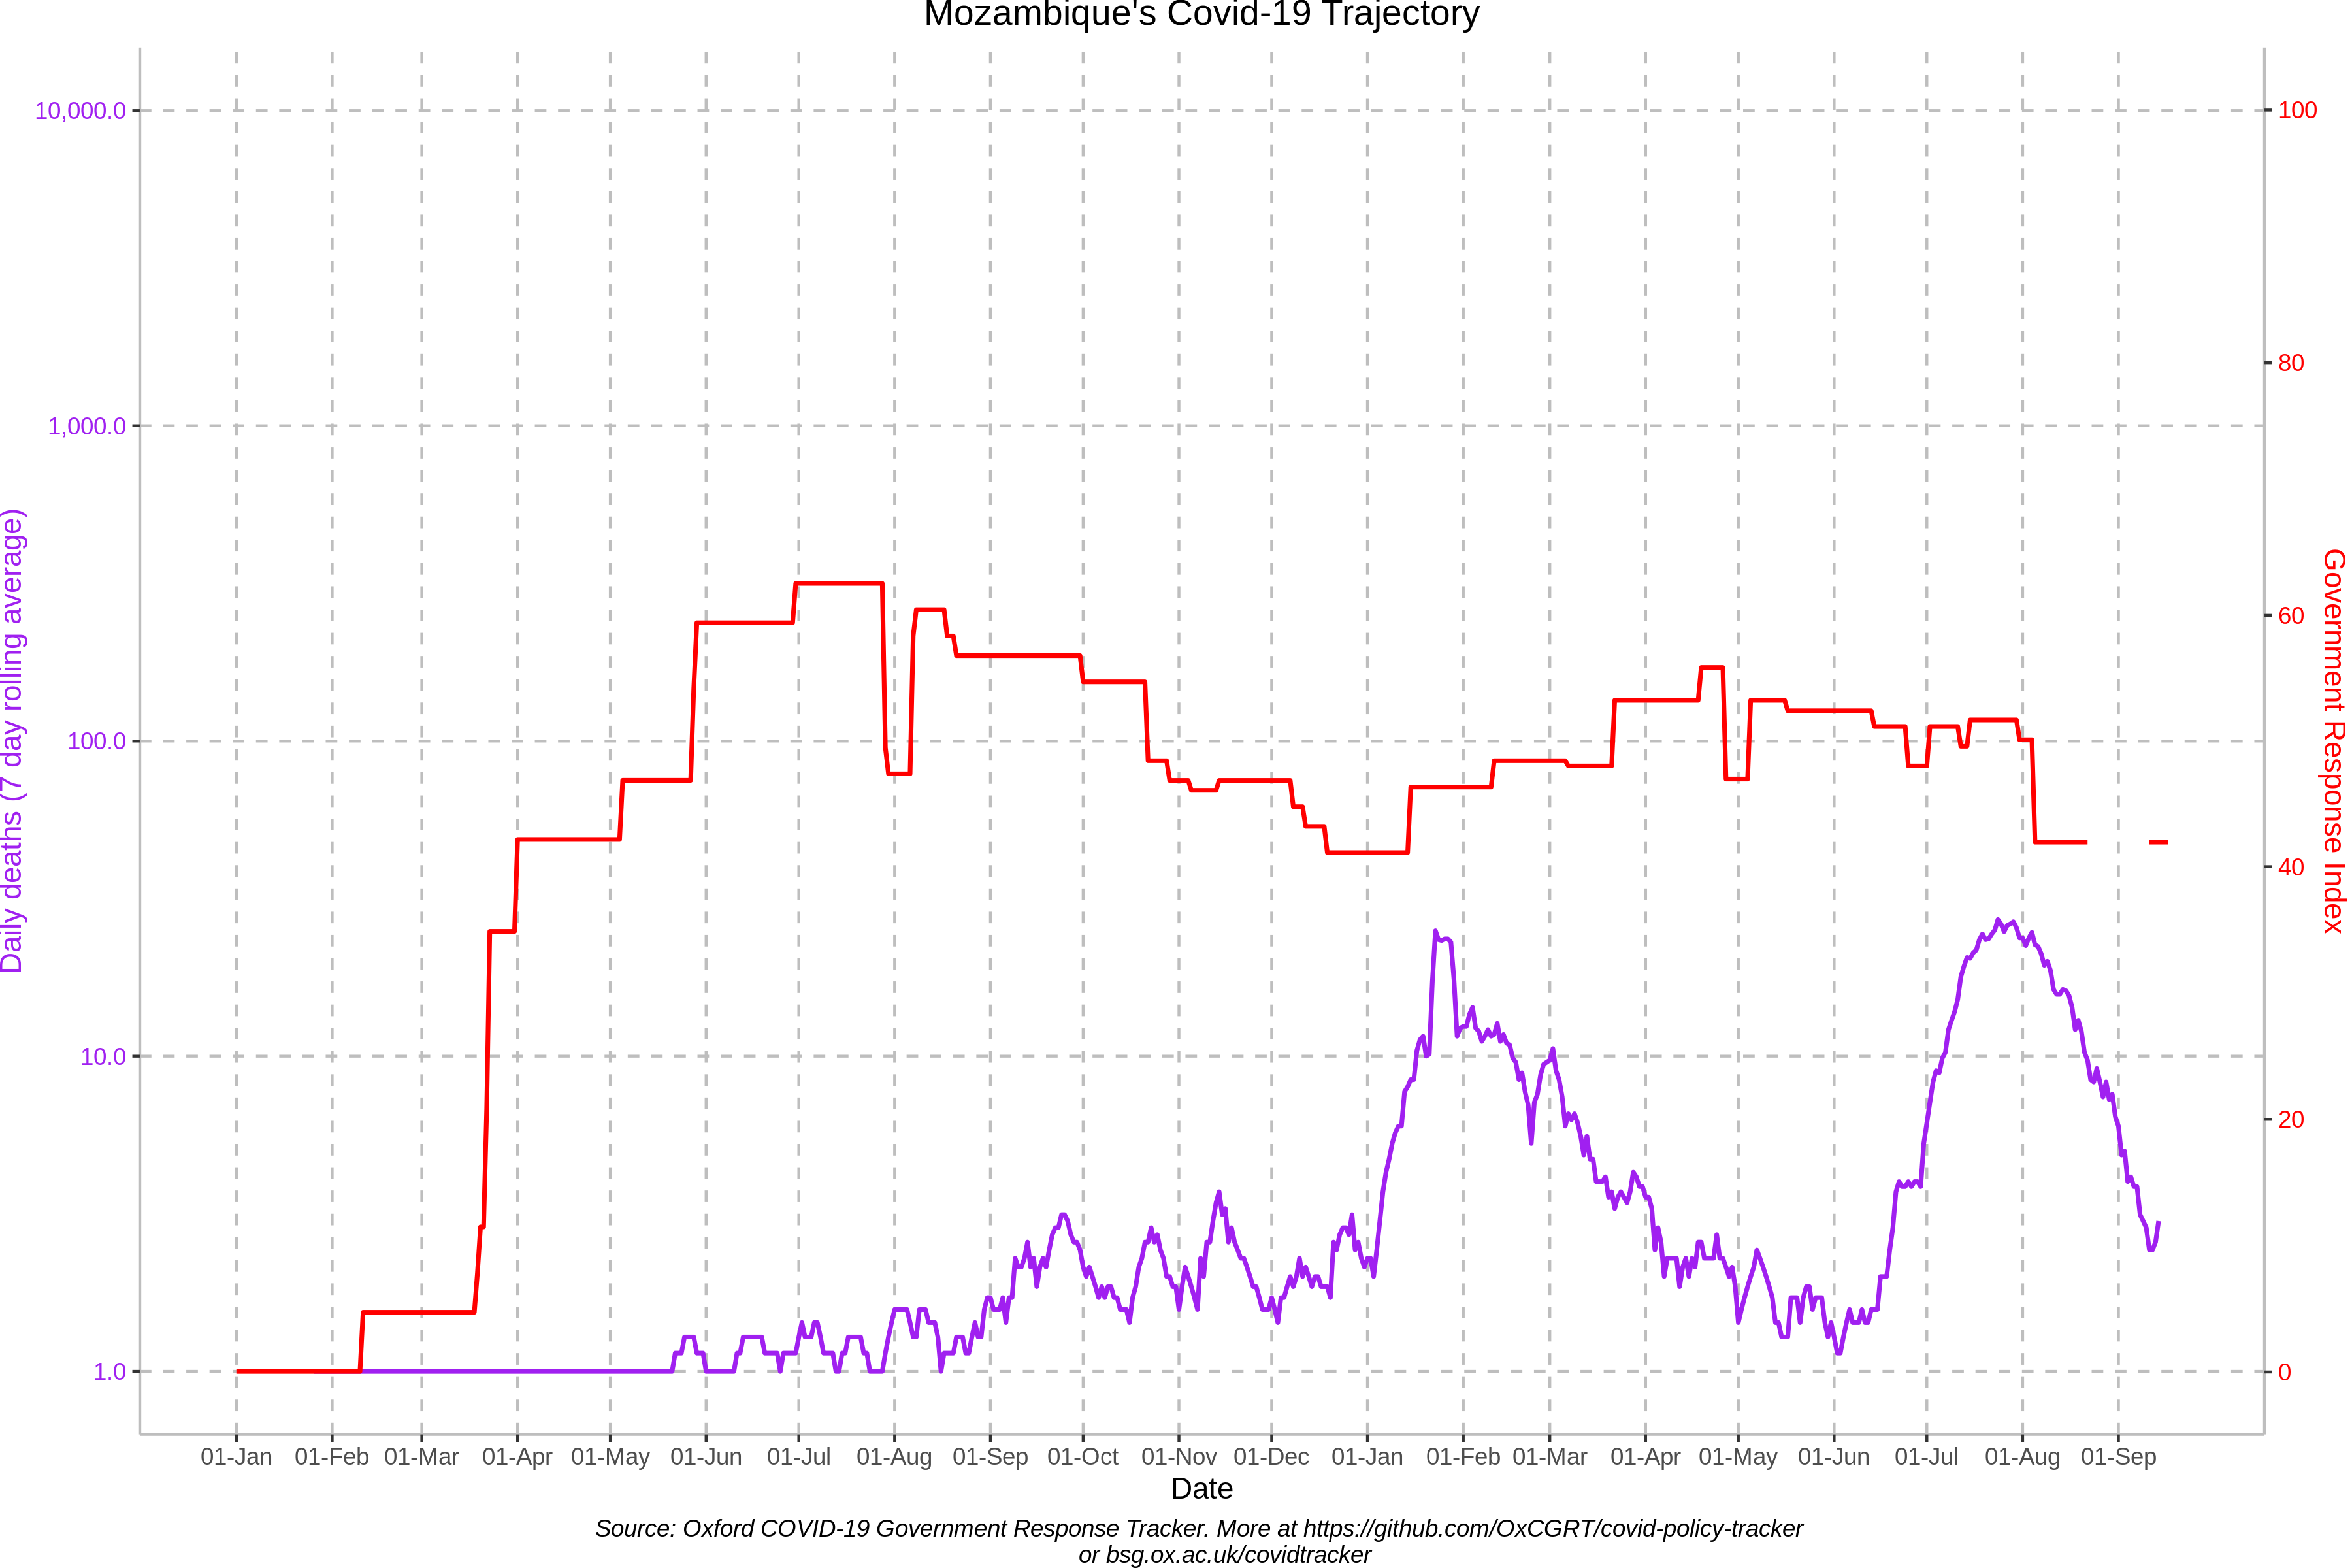 Mozambique's Covid-19 Trajectory
10,000.0
1,000.0
100.0
10.0
1.0
Daily deaths (7 day rolling average)
100
80
60
40
20
0
Government Response Index
01-Jan 01-Feb 01-Mar 01-Apr 01-May 01-Jun 01-Jul 01-Aug 01-Sep 01-Oct 01-Nov 01-Dec 01-Jan 01-Feb 01-Mar 01-Apr 01-May 01-Jun 01-Jul 01-Aug 01-Sep
Date
Source: Oxford COVID-19 Government Response Tracker. More at https://github.com/OxCGRT/covid-policy-tracker
or bsg.ox.ac.uk/covidtracker